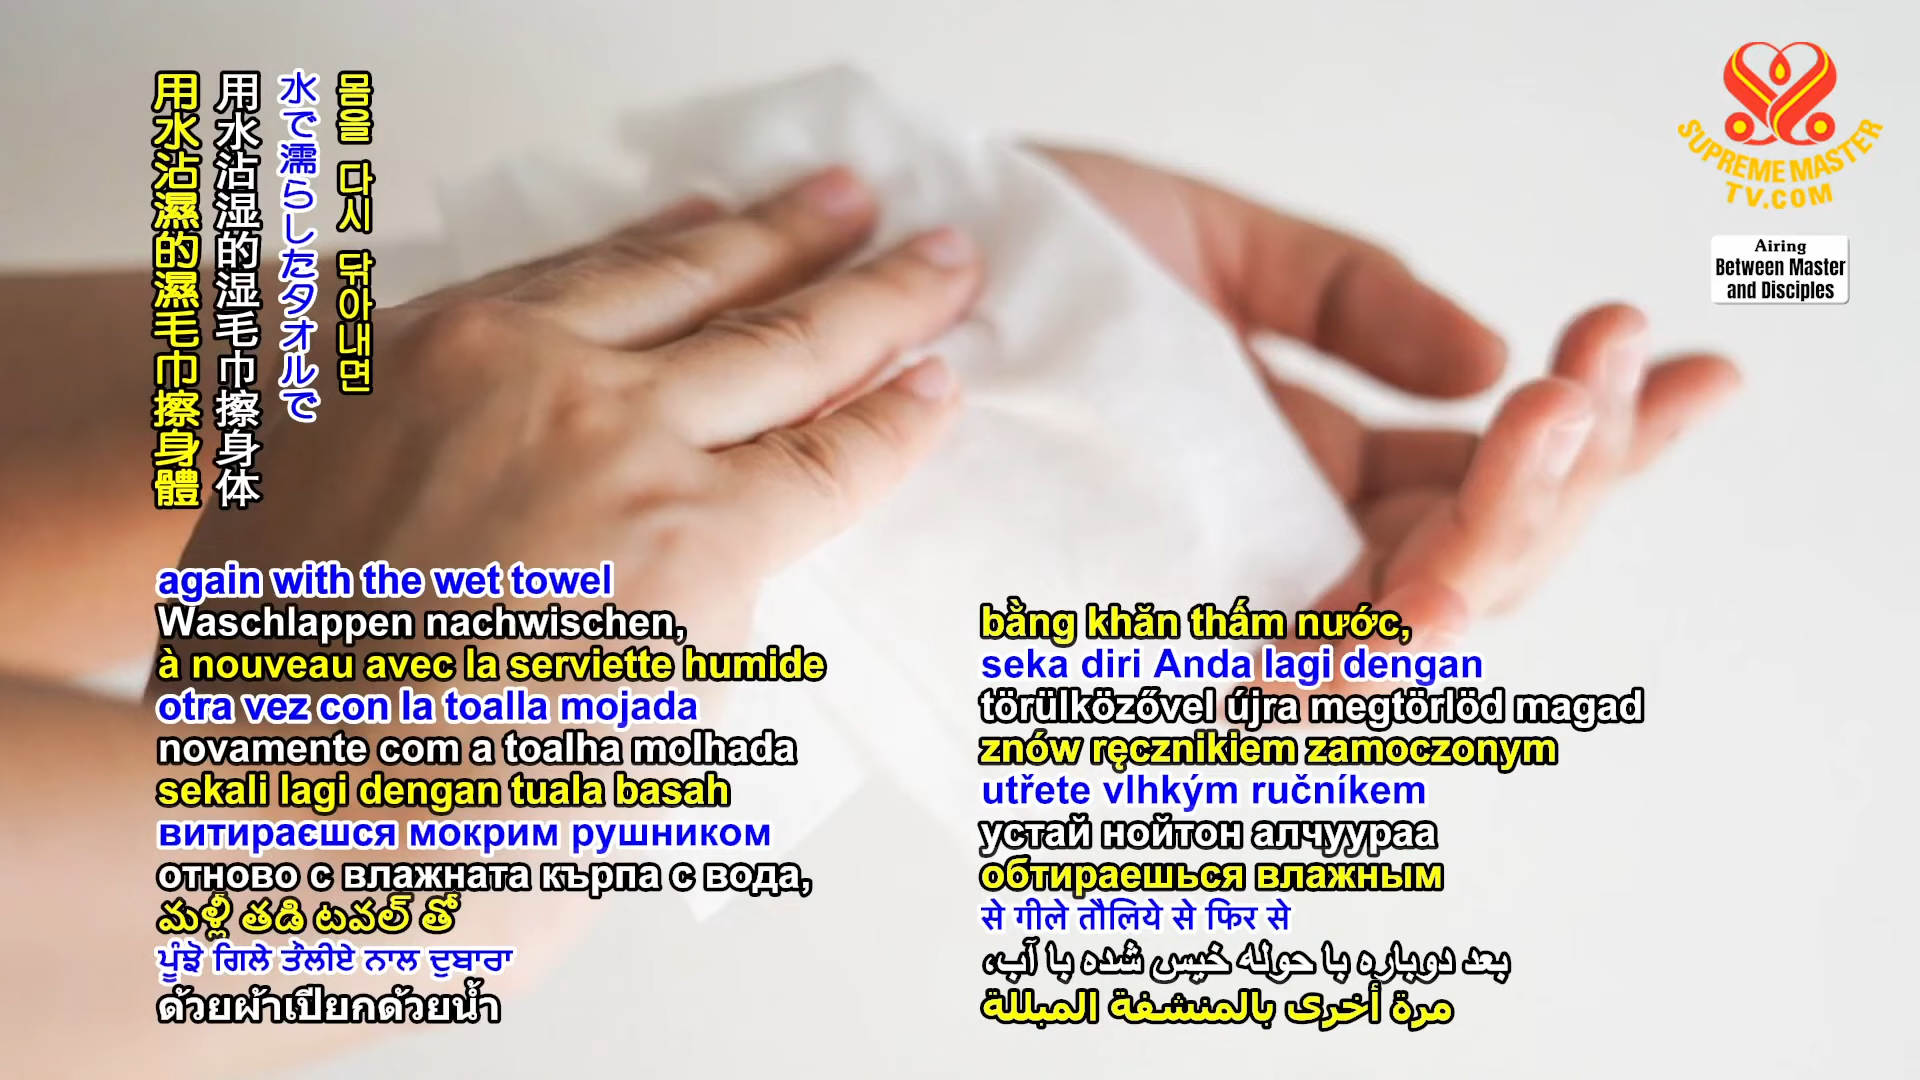 用水沾濕的濕毛巾擦身體
用水沾湿的湿毛巾擦身体
水で濡らしたタオルで
몸을 다시 닦아내면
SUPREME MASTER
TV.COM
Airing
Between Master
and Disciples
again with the wet towel
Waschlappen nachwischen,
à nouveau avec la serviette humide
otra vez con la toalla mojada
novamente com a toalha molhada
sekali lagi dengan tuala basah
витираєшся мокрим рушником
отново с влажната кърпа с вода,
మళ్లీ తడి టవల్ తో
ਪੂੰਝੋ ਗਿਲੇ ਤੌਲੀਏ ਨਾਲ ਦੁਬਾਰਾ
ด้วยผ้าเปียกด้วยน้ำ
bằng khăn thấm nước,
seka diri Anda lagi dengan
törülközővel újra megtörlöd magad
znów ręcznikiem zamoczonym
utřete vlhkým ručníkem
устай нойтон алчуураа
обтираешься влажным
से गीले तौलिये से फिर से
بعد دوباره با حوله خیس شده با آب،
مرة أخرى بالمنشفة المبللة